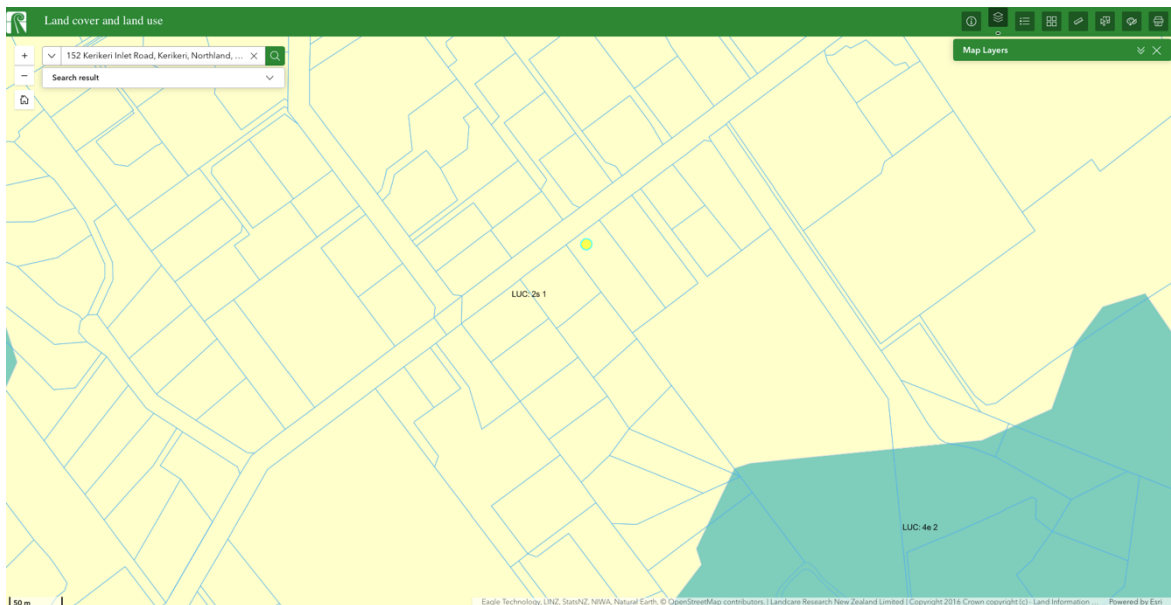 Land cover and land use
152 Kerikeri Inlet Road, Kerikeri, Northland, ...
Search result
Map Layers
LUC: 2s 1
LUC: 4e 2
50 m
Eagle Technology, LINZ, StatsNZ, NIWA, Natural Earth, © OpenStreetMap contributors. | Landcare Research New Zealand Limited | Copyright 2016 Crown copyright (c) - Land Information ... Powered by Esri